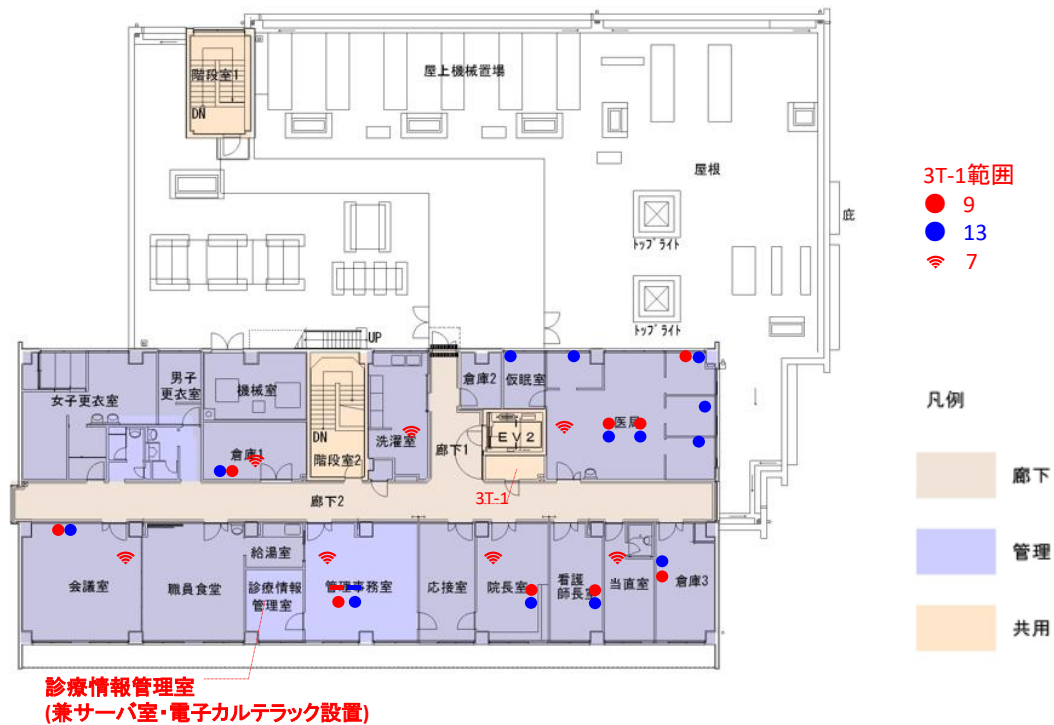 階段室1
DN
屋上機械置場
屋根
庇
3T-1範囲
9
13
7
トップライト
トップライト
UP
女子更衣室
男子
更衣室
機械室
倉庫1
DN
階段室2
洗濯室
廊下1
倉庫2
仮眠室
EV2
医局
3T-1
廊下2
会議室
職員食堂
給湯室
診療情報
管理室
管理事務室
応接室
院長室
看護
師長室
当直室
倉庫3
凡例
廊下
管理
共用
診療情報管理室
(兼サーバ室・電子カルテラック設置)